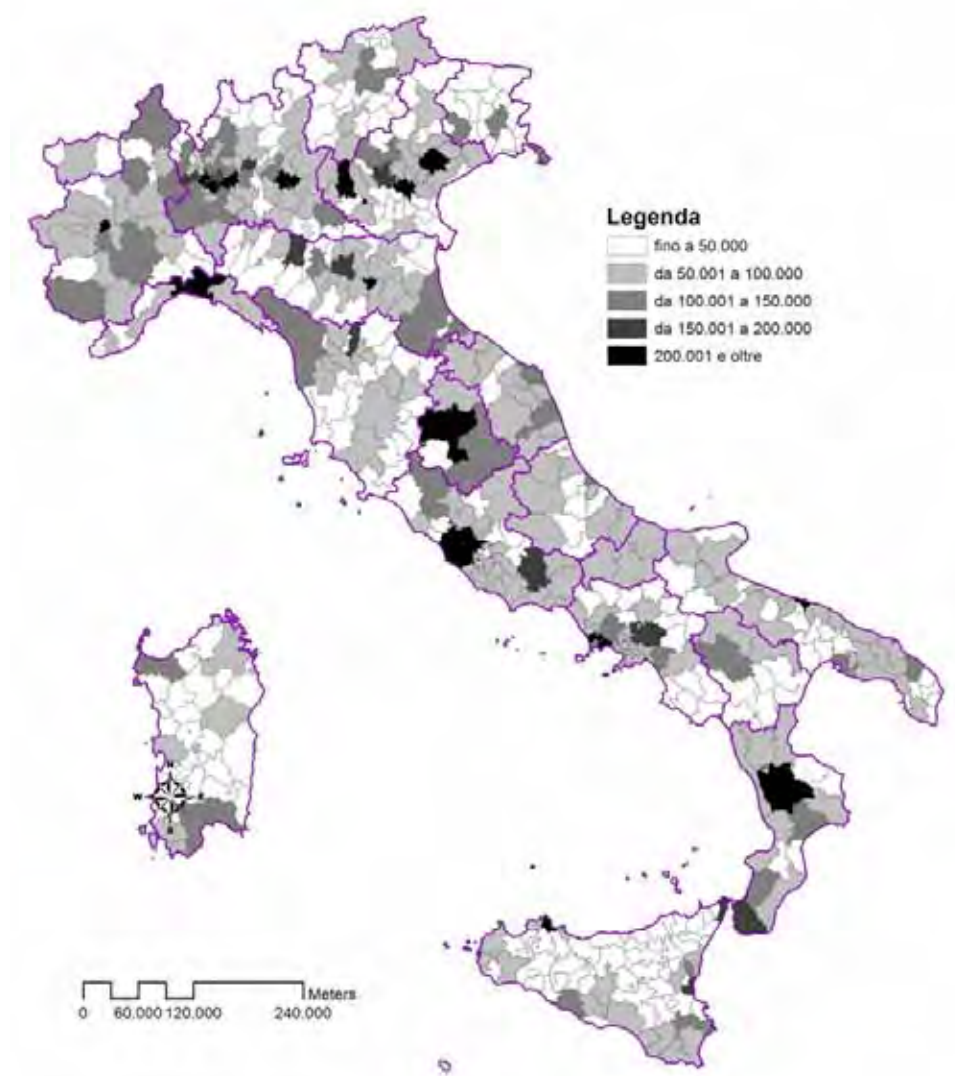 Legenda
fino a 50.000
da 50.001 a 100.000
da 100.001 a 150.000
da 150.001 a 200.000
200.001 e oltre
N
W E
S
Meters
0 60.000 120.000 240.000